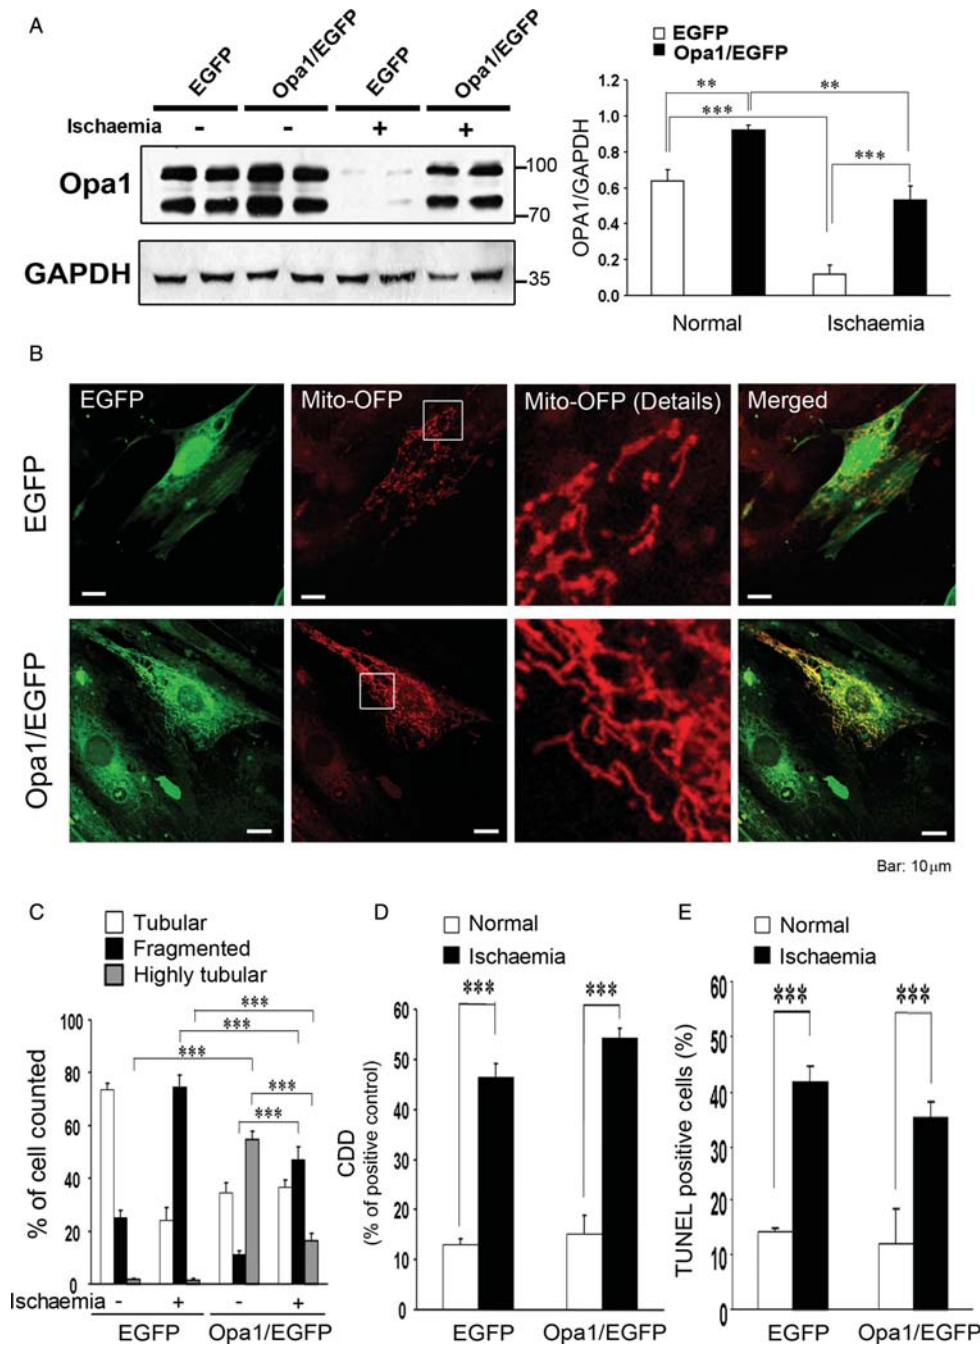 A
EGFP
Opa1/EGFP
EGFP
Opa1/EGFP
Ischaemia - - + +
Opa1
100
70
GAPDH
35
EGFP
Opa1/EGFP
OPA1/GAPDH
1.2
1.0
0.8
0.6
0.4
0.2
0.0
** ** *** ***
Normal Ischaemia
B
EGFP Mito-OFP Mito-OFP (Details) Merged
EGFP
Opa1/EGFP
Bar: 10 µm
C
Tubular
Fragmented
Highly tubular
% of cell counted
100
80
60
40
20
0
***
***
***
***
***
Ischaemia - + - +
EGFP Opa1/EGFP
D
Normal
Ischaemia
CDD
(% of positive control)
60
50
40
30
20
10
0
*** ***
EGFP Opa1/EGFP
E
Normal
Ischaemia
TUNEL positive cells (%)
60
50
40
30
20
10
0
*** ***
EGFP Opa1/EGFP